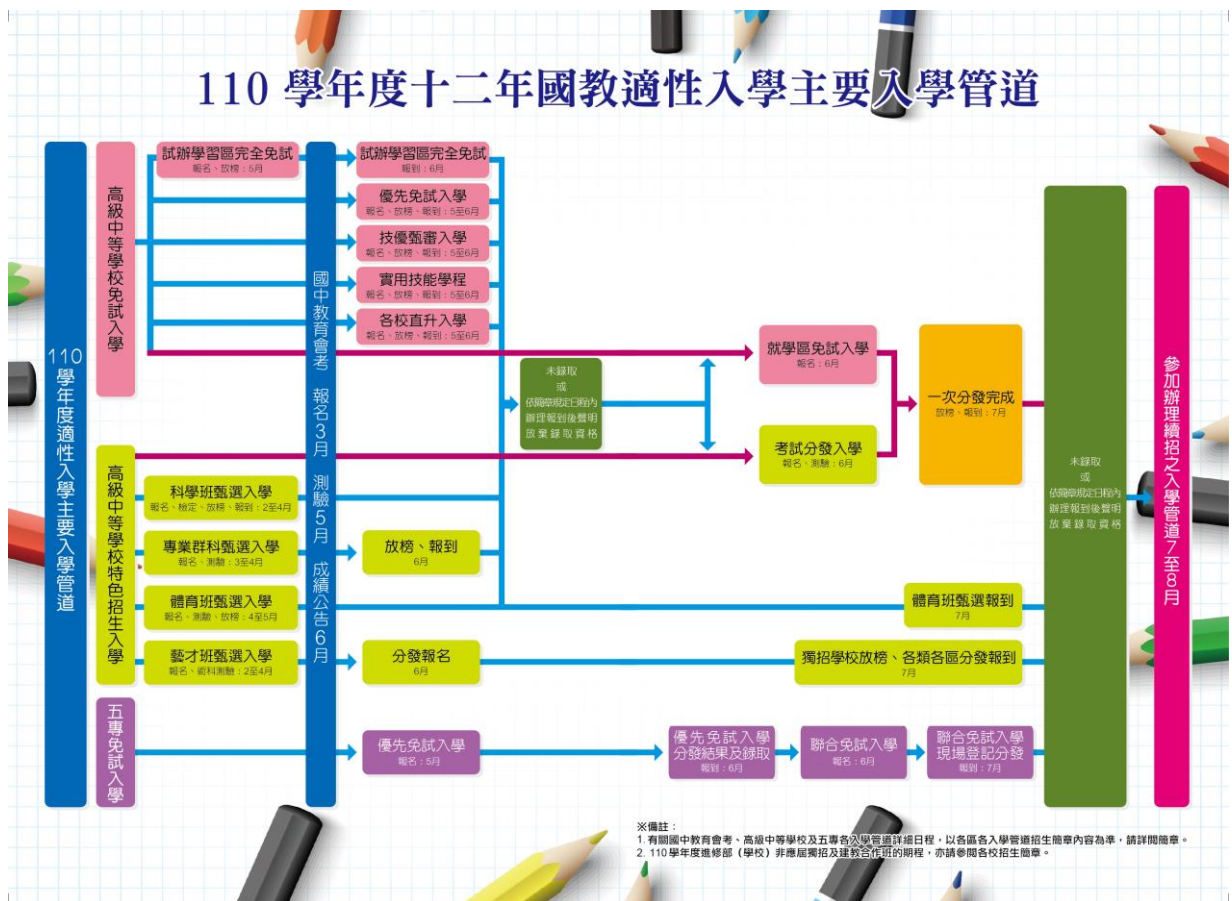 110 學年度十二年國教適性入學主要入學管道
110學年度適性入學主要入學管道
高級中等學校免試入學
試辦學習區完全免試
報名、放榜:5月
國中教育會考 報名3月 測驗5月 成績公告6月
試辦學習區完全免試
報到:6月
優先免試入學
報名、放榜、報到:5至6月
技優甄審入學
報名、放榜、報到:5至6月
實用技能學程
報名、放榜、報到:5至6月
各校直升入學
報名、放榜、報到:5至6月
未錄取
或
依簡章規定日程內
辦理報到後聲明
放棄錄取資格
就學區免試入學
報名:6月
一次分發完成
放榜、報到:7月
考試分發入學
報名、測驗:6月
高級中等學校特色招生入學
科學班甄選入學
報名、檢定、放榜、報到:2至4月
專業群科甄選入學
報名、測驗:3至4月
放榜、報到
6月
體育班甄選入學
報名、測驗、放榜:4至5月
體育班甄選報到
7月
藝才班甄選入學
報名、術科測驗:2至4月
分發報名
6月
獨招學校放榜、各類各區分發報到
7月
五專免試入學
優先免試入學
報名:5月
優先免試入學
分發結果及錄取
報到:6月
聯合免試入學
報名:6月
聯合免試入學
現場登記分發
報到:7月
未錄取
或
依簡章規定日程內
辦理報到後聲明
放棄錄取資格
參加辦理續招之入學管道7至8月
※備註:
1. 有關國中教育會考、高級中等學校及五專各入學管道詳細日程,以各區各入學管道招生簡章內容為準,請詳閱簡章。
2. 110學年度進修部(學校)非應屆獨招及建教合作班的期程,亦請參閱各校招生簡章。